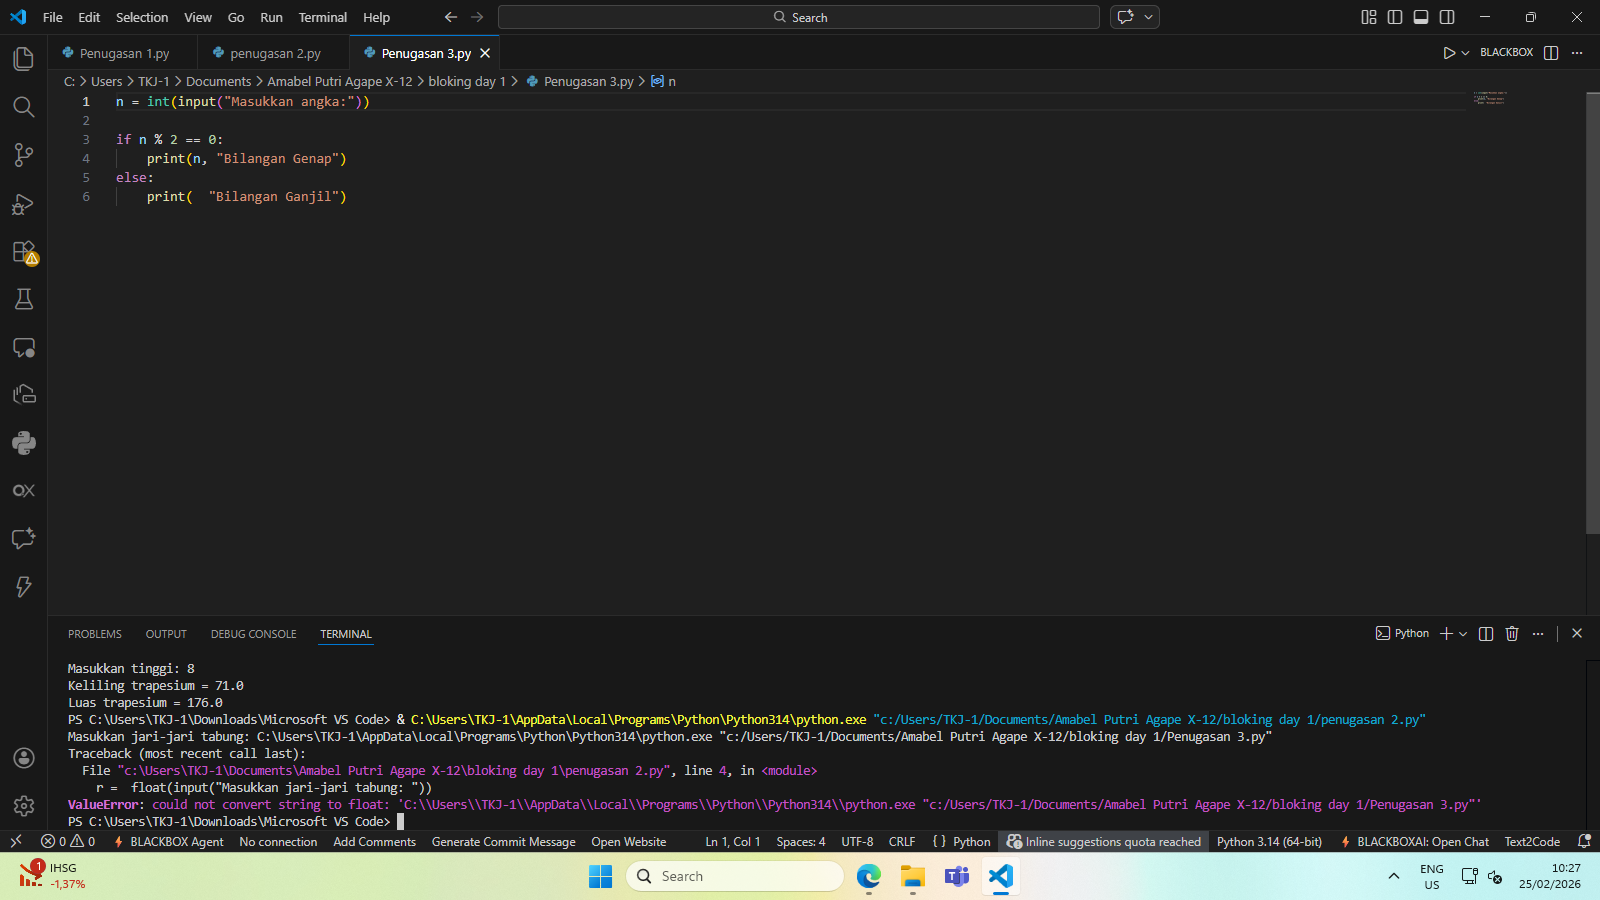 File Edit Selection View Go Run Terminal Help Search
Penugasan 1.py penugasan 2.py Penugasan 3.py BLACKBOX
C: > Users > TKJ-1 > Documents > Amabel Putri Agape X-12 > bloking day 1 > Penugasan 3.py > n
1 n = int(input("Masukkan angka:"))
2
3 if n % 2 == 0:
4 print(n, "Bilangan Genap")
5 else:
6 print(  "Bilangan Ganjil")
PROBLEMS OUTPUT DEBUG CONSOLE TERMINAL Python
Masukkan tinggi: 8
Keliling trapesium = 71.0
Luas trapesium = 176.0
PS C:\Users\TKJ-1\Downloads\Microsoft VS Code> & C:\Users\TKJ-1\AppData\Local\Programs\Python\Python314\python.exe "c:/Users/TKJ-1/Documents/Amabel Putri Agape X-12/bloking day 1/penugasan 2.py"
Masukkan jari-jari tabung: C:\Users\TKJ-1\AppData\Local\Programs\Python\Python314\python.exe "c:/Users/TKJ-1/Documents/Amabel Putri Agape X-12/bloking day 1/Penugasan 3.py"
Traceback (most recent call last):
File "c:\Users\TKJ-1\Documents\Amabel Putri Agape X-12\bloking day 1\penugasan 2.py", line 4, in <module>
r =  float(input("Masukkan jari-jari tabung: "))
ValueError: could not convert string to float: 'C:\\Users\\TKJ-1\\AppData\\Local\\Programs\\Python\\Python314\\python.exe "c:/Users/TKJ-1/Documents/Amabel Putri Agape X-12/bloking day 1/Penugasan 3.py"'
PS C:\Users\TKJ-1\Downloads\Microsoft VS Code>
0 0 BLACKBOX Agent No connection Add Comments Generate Commit Message Open Website Ln 1, Col 1 Spaces: 4 UTF-8 CRLF { } Python Inline suggestions quota reached Python 3.14 (64-bit) BLACKBOXAI: Open Chat Text2Code
1 IHSG Search ENG 10:27
-1,37% US 25/02/2026